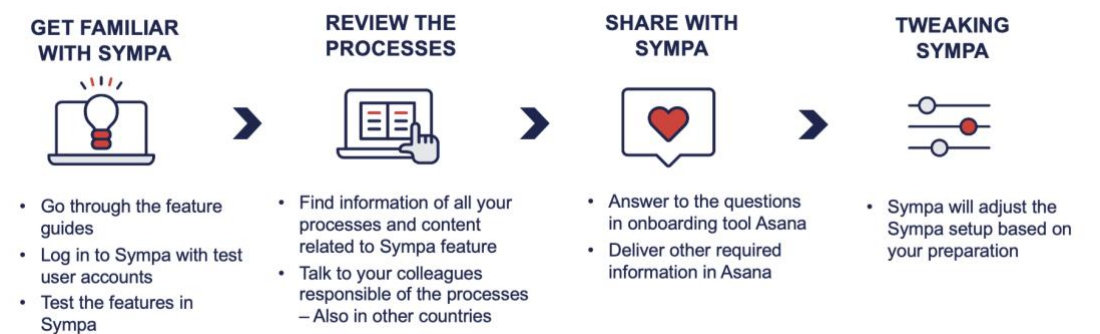 GET FAMILIAR
WITH SYMPA
• Go through the feature
guides
• Log in to Sympa with test
user accounts
• Test the features in
Sympa
REVIEW THE
PROCESSES
• Find information of all your
processes and content
related to Sympa feature
• Talk to your colleagues
responsible of the processes
– Also in other countries
SHARE WITH
SYMPA
• Answer to the questions
in onboarding tool Asana
• Deliver other required
information in Asana
TWEAKING
SYMPA
• Sympa will adjust the
Sympa setup based on
your preparation